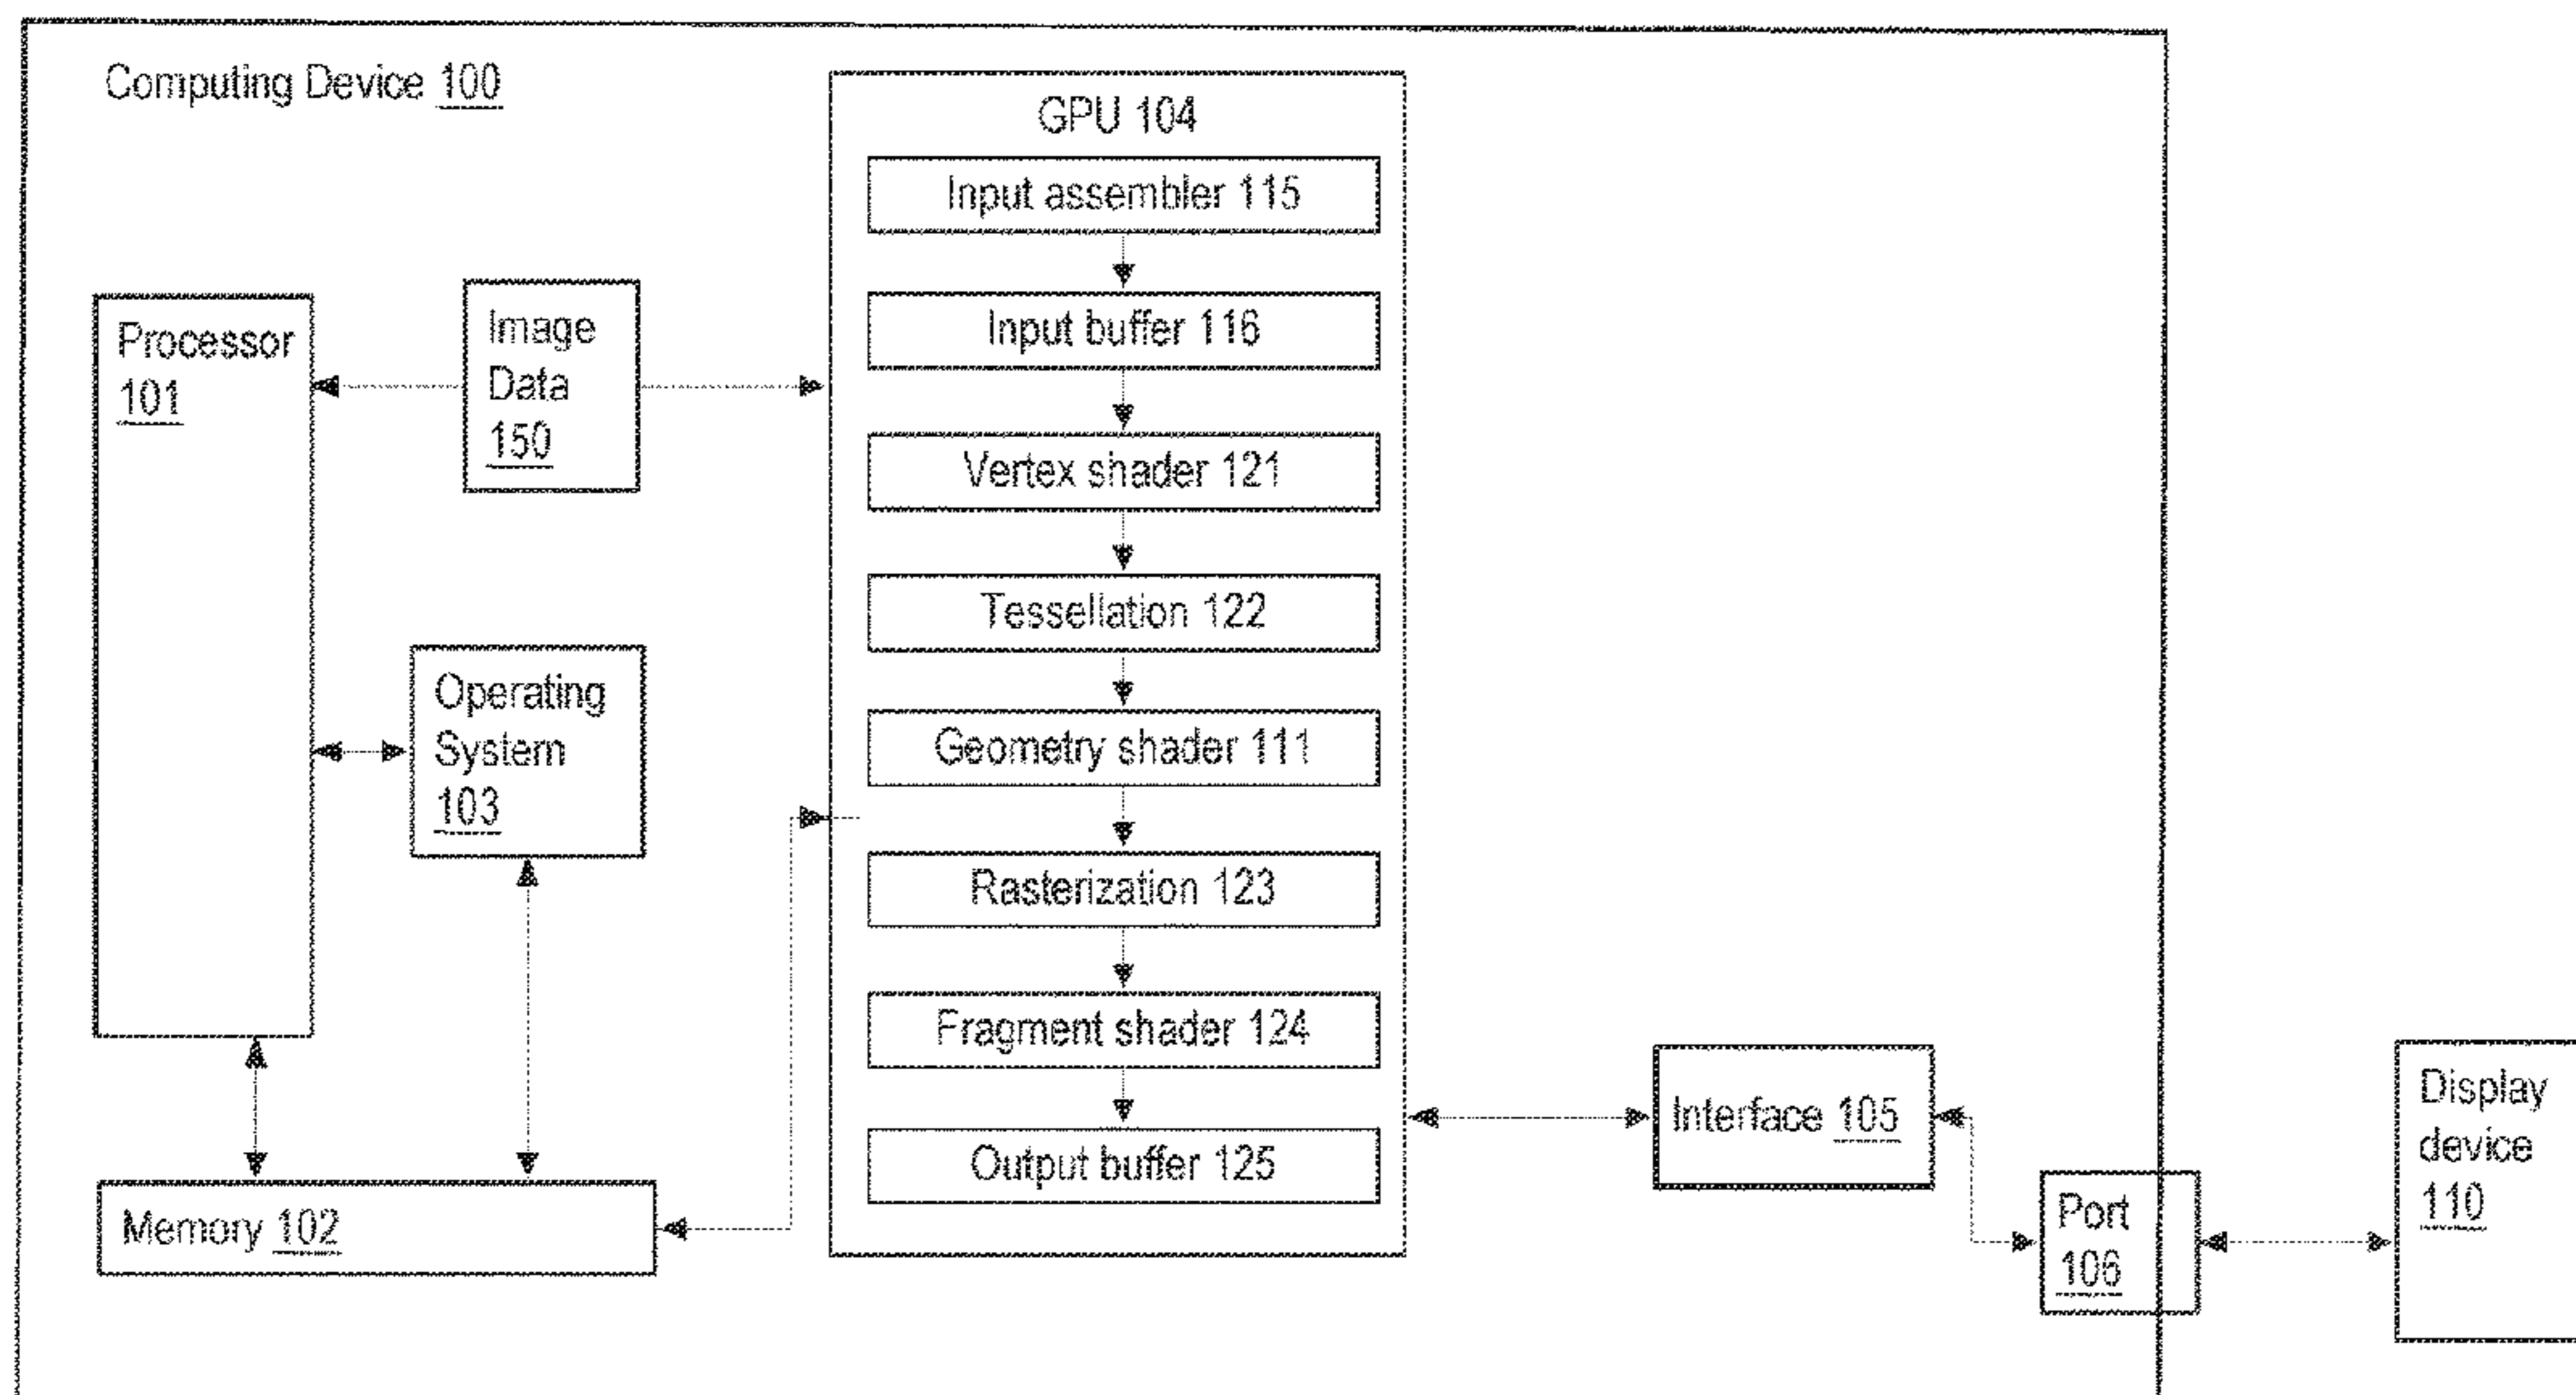 Computing Device 100
GPU 104
Input assembler 115
Input buffer 116
Vertex shader 121
Tessellation 122
Geometry shader 111
Rasterization 123
Fragment shader 124
Output buffer 125
Processor
101
Image
Data
150
Operating
System
103
Memory 102
Interface 105
Port
106
Display
device
110